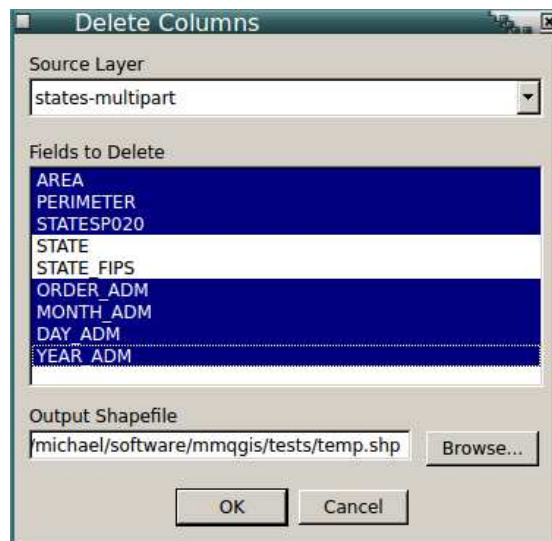 Delete Columns
Source Layer
states-multipart
Fields to Delete
AREA
PERIMETER
STATESP020
STATE
STATE_FIPS
ORDER_ADM
MONTH_ADM
DAY_ADM
YEAR_ADM
Output Shapefile
/michael/software/mmqgis/tests/temp.shp
Browse...
OK
Cancel